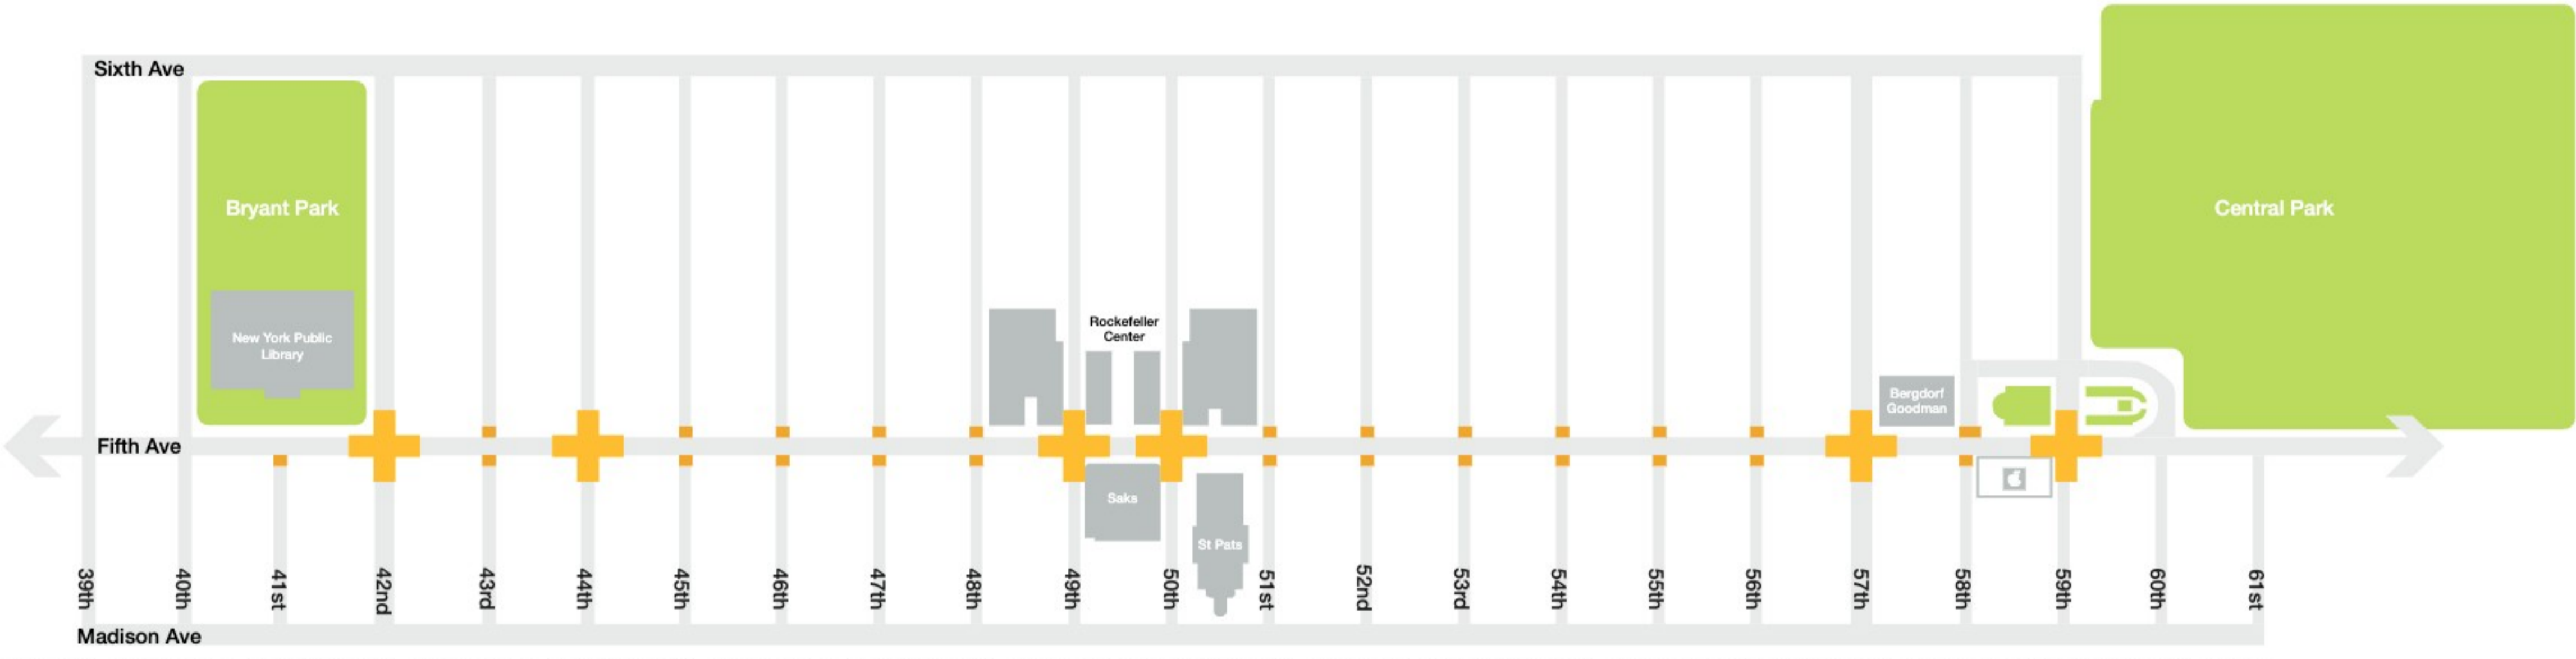 Sixth Ave
Bryant Park
Central Park
Rockefeller
Center
New York Public
Library
Bergdorf
Goodman
Fifth Ave
Saks
St Pats
39th
40th
41st
42nd
43rd
44th
45th
46th
47th
48th
49th
50th
51st
52nd
53rd
54th
55th
56th
57th
58th
59th
60th
61st
Madison Ave